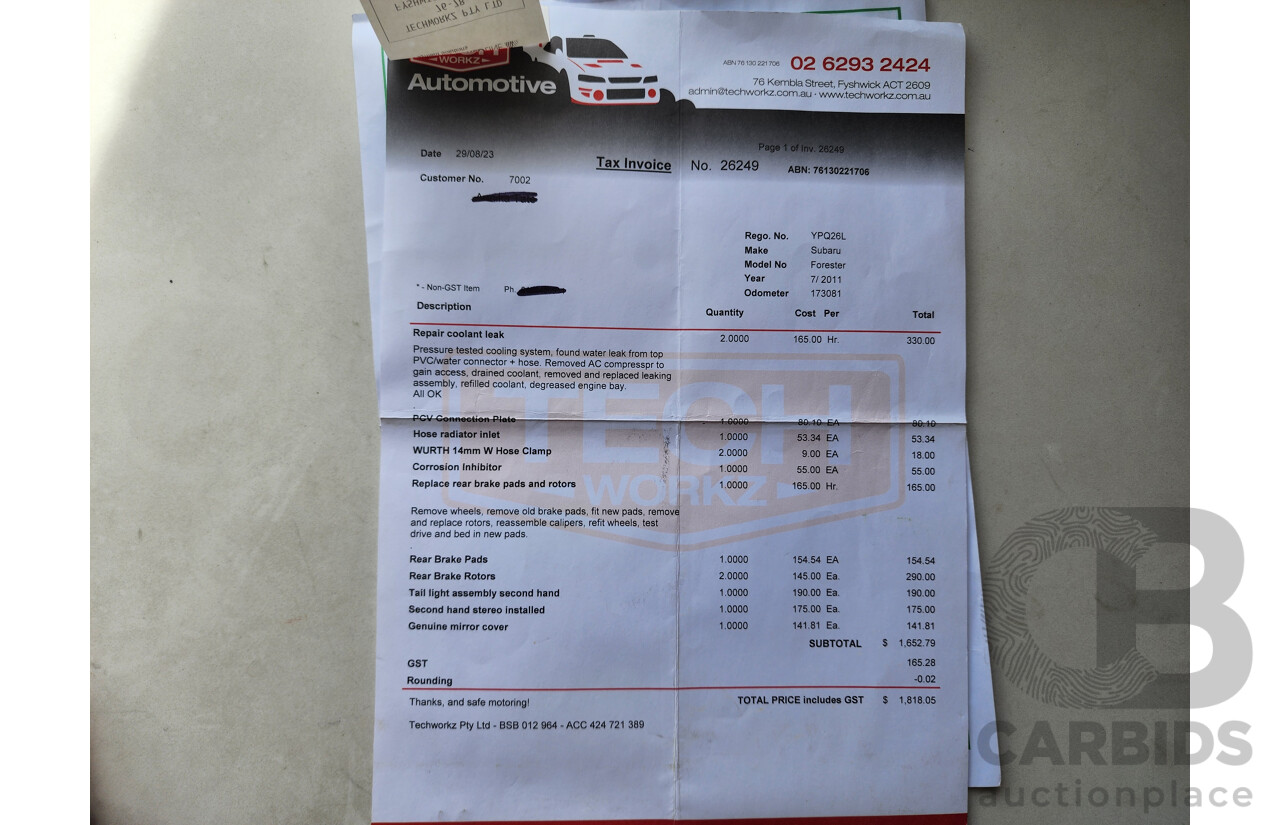 TECHWORKZ PTY LTD
76-78
WORKZ
Automotive
ABN 76 130 221 706 02 6293 2424
76 Kembla Street, Fyshwick ACT 2609
admin@techworkz.com.au · www.techworkz.com.au
Page 1 of Inv. 26249
Date 29/08/23
Tax Invoice No. 26249 ABN: 76130221706
Customer No. 7002
Rego. No. YPQ26L
Make Subaru
Model No Forester
Year 7/ 2011
Odometer 173081
* - Non-GST Item Ph.
Description Quantity Cost Per Total
Repair coolant leak 2.0000 165.00 Hr. 330.00
Pressure tested cooling system, found water leak from top
PVC/water connector + hose. Removed AC compresspr to
gain access, drained coolant, removed and replaced leaking
assembly, refilled coolant, degreased engine bay.
All OK
PCV Connection Plate 1.0000 80.10 EA 80.10
Hose radiator inlet 1.0000 53.34 EA 53.34
WURTH 14mm W Hose Clamp 2.0000 9.00 EA 18.00
Corrosion Inhibitor 1.0000 55.00 EA 55.00
Replace rear brake pads and rotors 1.0000 165.00 Hr. 165.00
TECH
WORKZ
Remove wheels, remove old brake pads, fit new pads, remove
and replace rotors, reassemble calipers, refit wheels, test
drive and bed in new pads.
.
Rear Brake Pads 1.0000 154.54 EA 154.54
Rear Brake Rotors 2.0000 145.00 Ea. 290.00
Tail light assembly second hand 1.0000 190.00 Ea. 190.00
Second hand stereo installed 1.0000 175.00 Ea. 175.00
Genuine mirror cover 1.0000 141.81 Ea. 141.81
SUBTOTAL $ 1,652.79
GST 165.28
Rounding -0.02
Thanks, and safe motoring! TOTAL PRICE includes GST $ 1,818.05
Techworkz Pty Ltd - BSB 012 964 - ACC 424 721 389
CB
CARBIDS
auctionplace